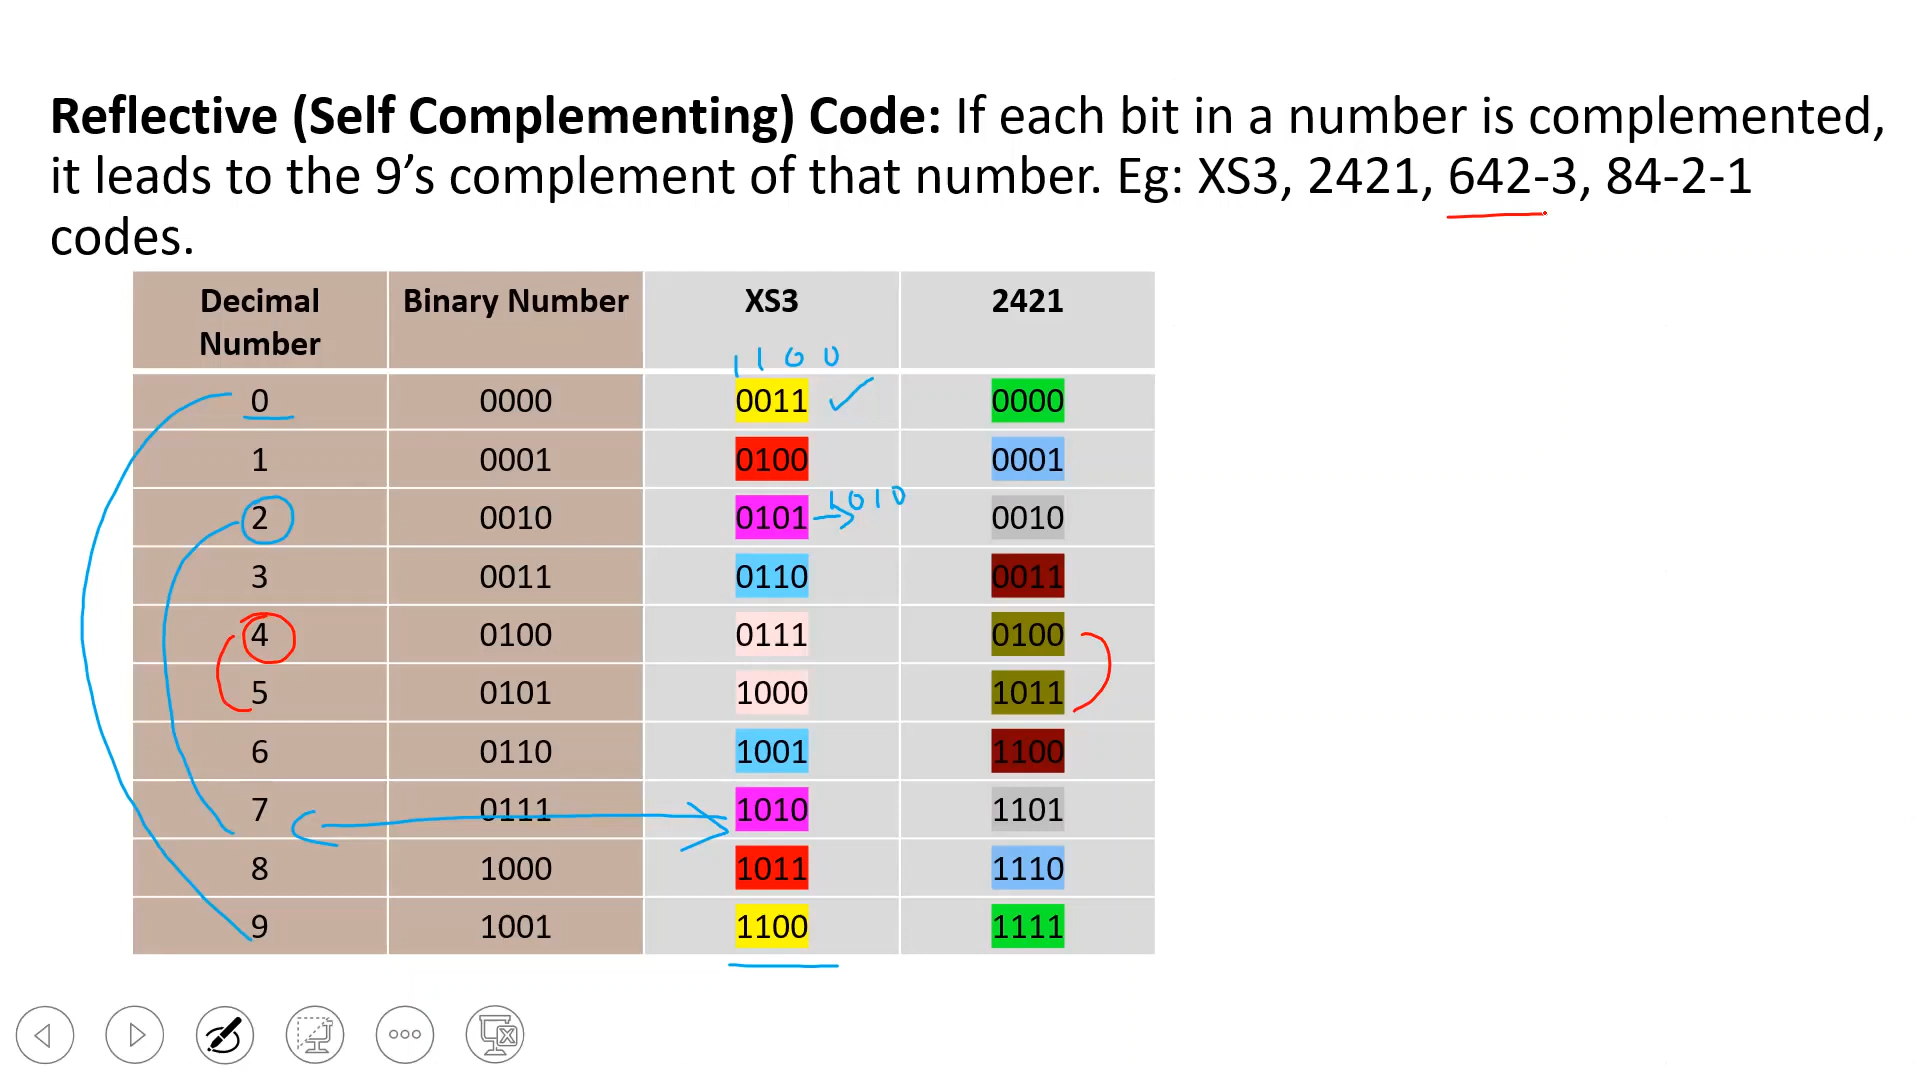 Reflective (Self Complementing) Code: If each bit in a number is complemented,
it leads to the 9’s complement of that number. Eg: XS3, 2421, 642-3, 84-2-1
codes.
Decimal Number Binary Number XS3 2421
1 1 0 0
0 0000 0011 0000
1 0001 0100 0001
2 0010 0101 1010 0010
3 0011 0110 0011
4 0100 0111 0100
5 0101 1000 1011
6 0110 1001 1100
7 0111 1010 1101
8 1000 1011 1110
9 1001 1100 1111